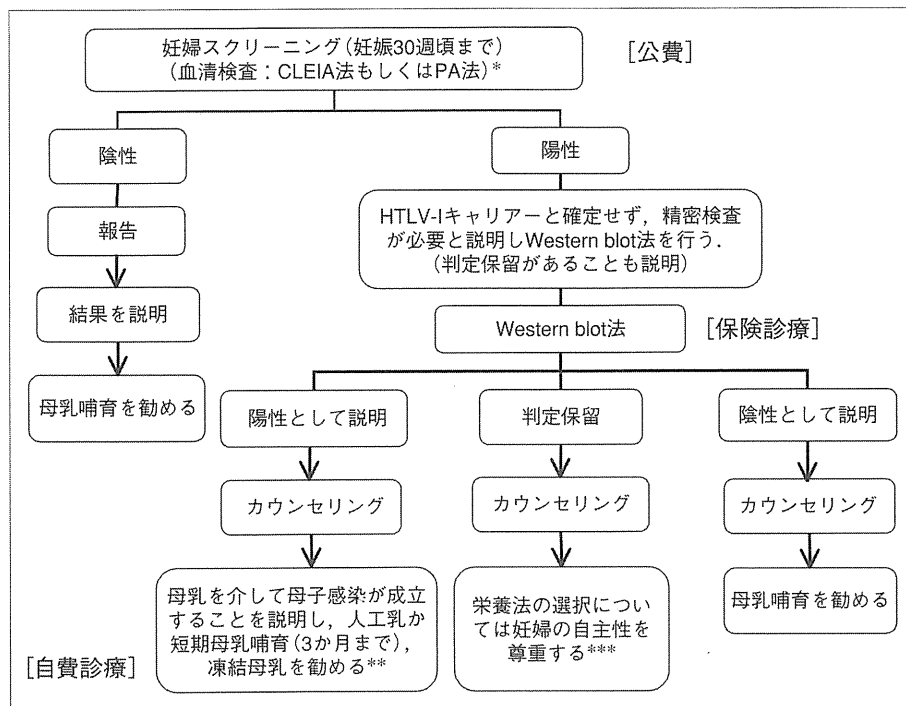 妊婦スクリーニング（妊娠30週頃まで）
（血清検査：CLEIA法もしくはPA法）*
［公費］
陰性
陽性
報告
HTLV-Iキャリアーと確定せず，精密検査
が必要と説明しWestern blot法を行う．
（判定保留があることも説明）
結果を説明
Western blot法
［保険診療］
母乳哺育を勧める
陽性として説明
判定保留
陰性として説明
カウンセリング
カウンセリング
カウンセリング
母乳を介して母子感染が成立
することを説明し，人工乳か
短期母乳哺育（3か月まで），
凍結母乳を勧める**
栄養法の選択につい
ては妊婦の自主性を
尊重する***
母乳哺育を勧める
［自費診療］